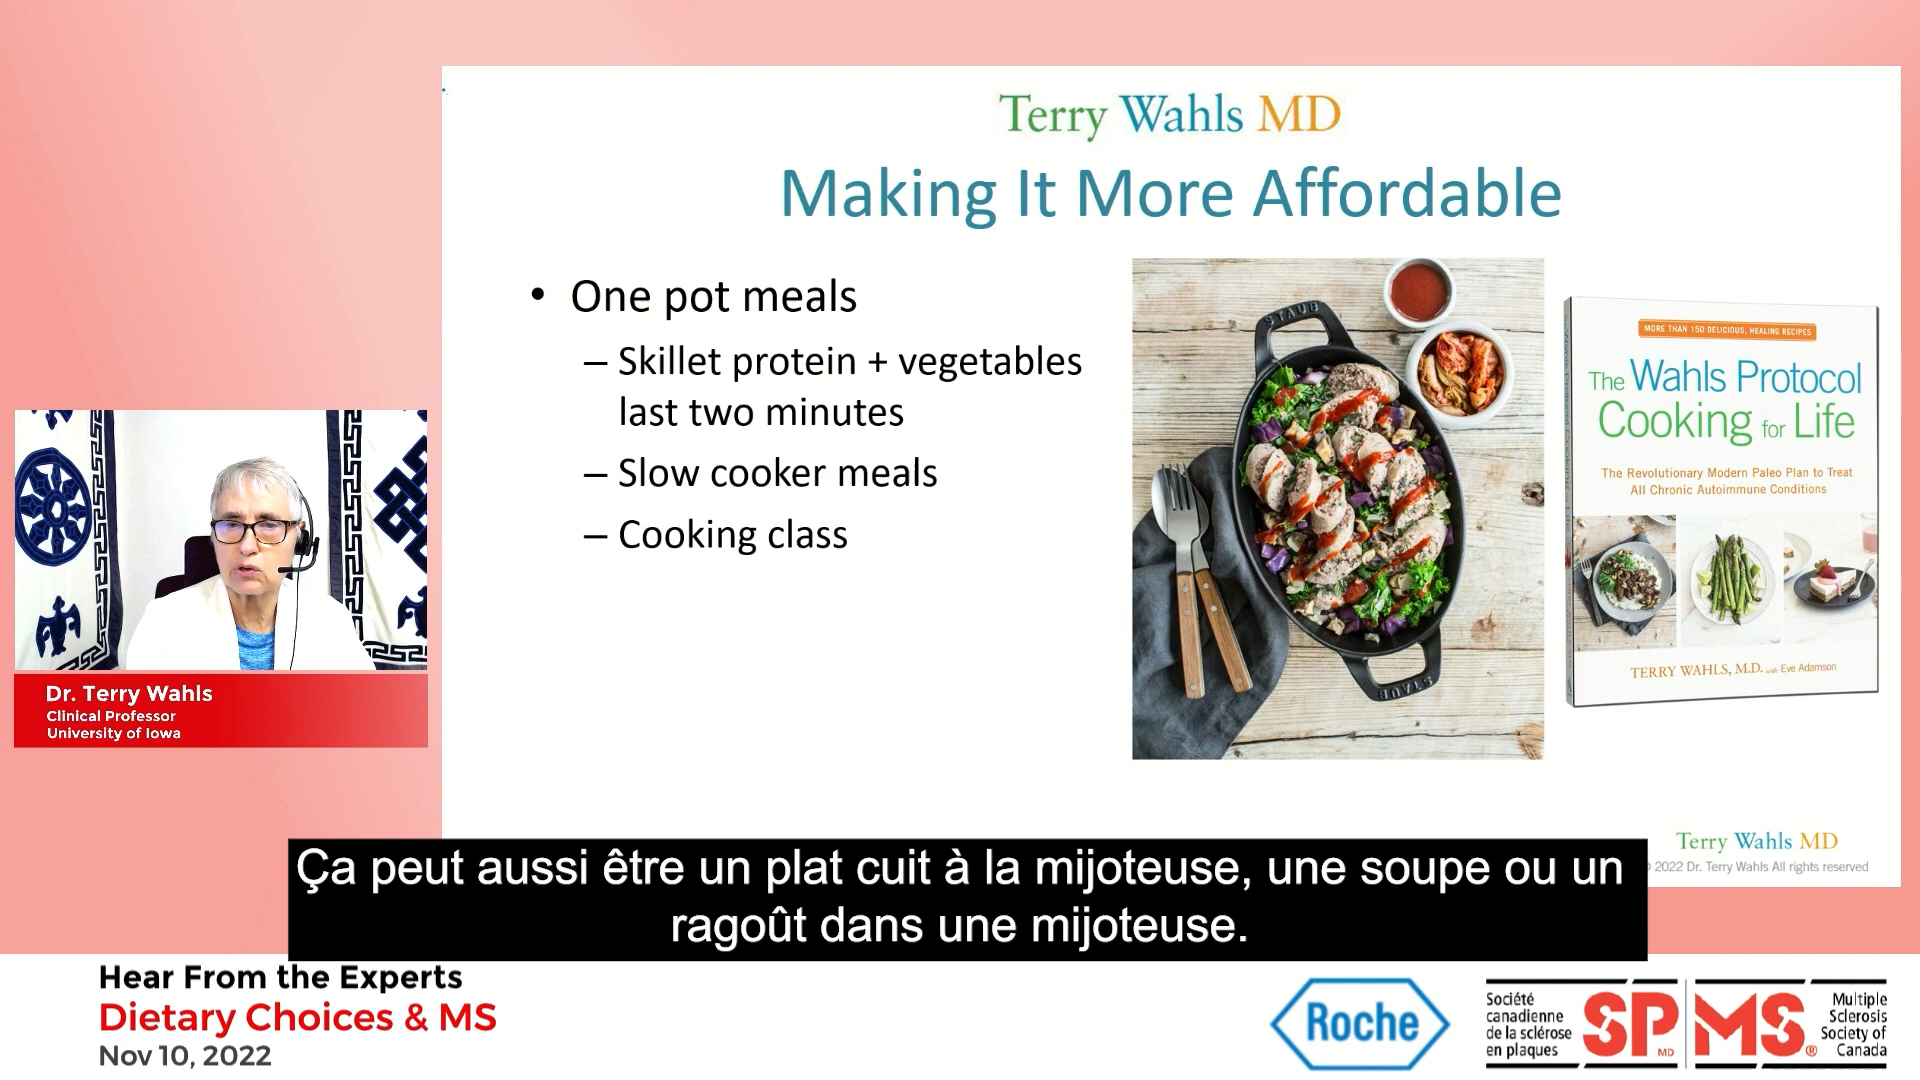 Terry Wahls MD
Making It More Affordable
• One pot meals
– Skillet protein + vegetables
last two minutes
– Slow cooker meals
– Cooking class
STAUB
STAUB
MORE THAN 150 DELICIOUS, HEALING RECIPES
The Wahls Protocol
Cooking for Life
The Revolutionary Modern Paleo Plan to Treat
All Chronic Autoimmune Conditions
TERRY WAHLS, M.D. with Eve Adamson
Dr. Terry Wahls
Clinical Professor
University of Iowa
Terry Wahls MD
2022 Dr. Terry Wahls All rights reserved
Ça peut aussi être un plat cuit à la mijoteuse, une soupe ou un
ragoût dans une mijoteuse.
Hear From the Experts
Dietary Choices & MS
Nov 10, 2022
Roche
Société
canadienne
de la sclérose
en plaques
SP
MD
MS®
Multiple
Sclerosis
Society of
Canada